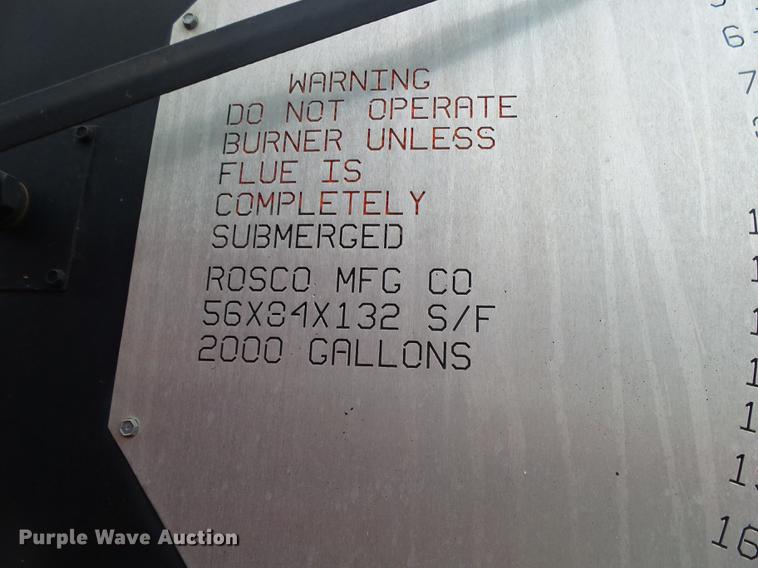 WARNING
DO NOT OPERATE
BURNER UNLESS
FLUE IS
COMPLETELY
SUBMERGED
ROSCO MFG CO
56X84X132 S/F
2000 GALLONS
Purple Wave Auction